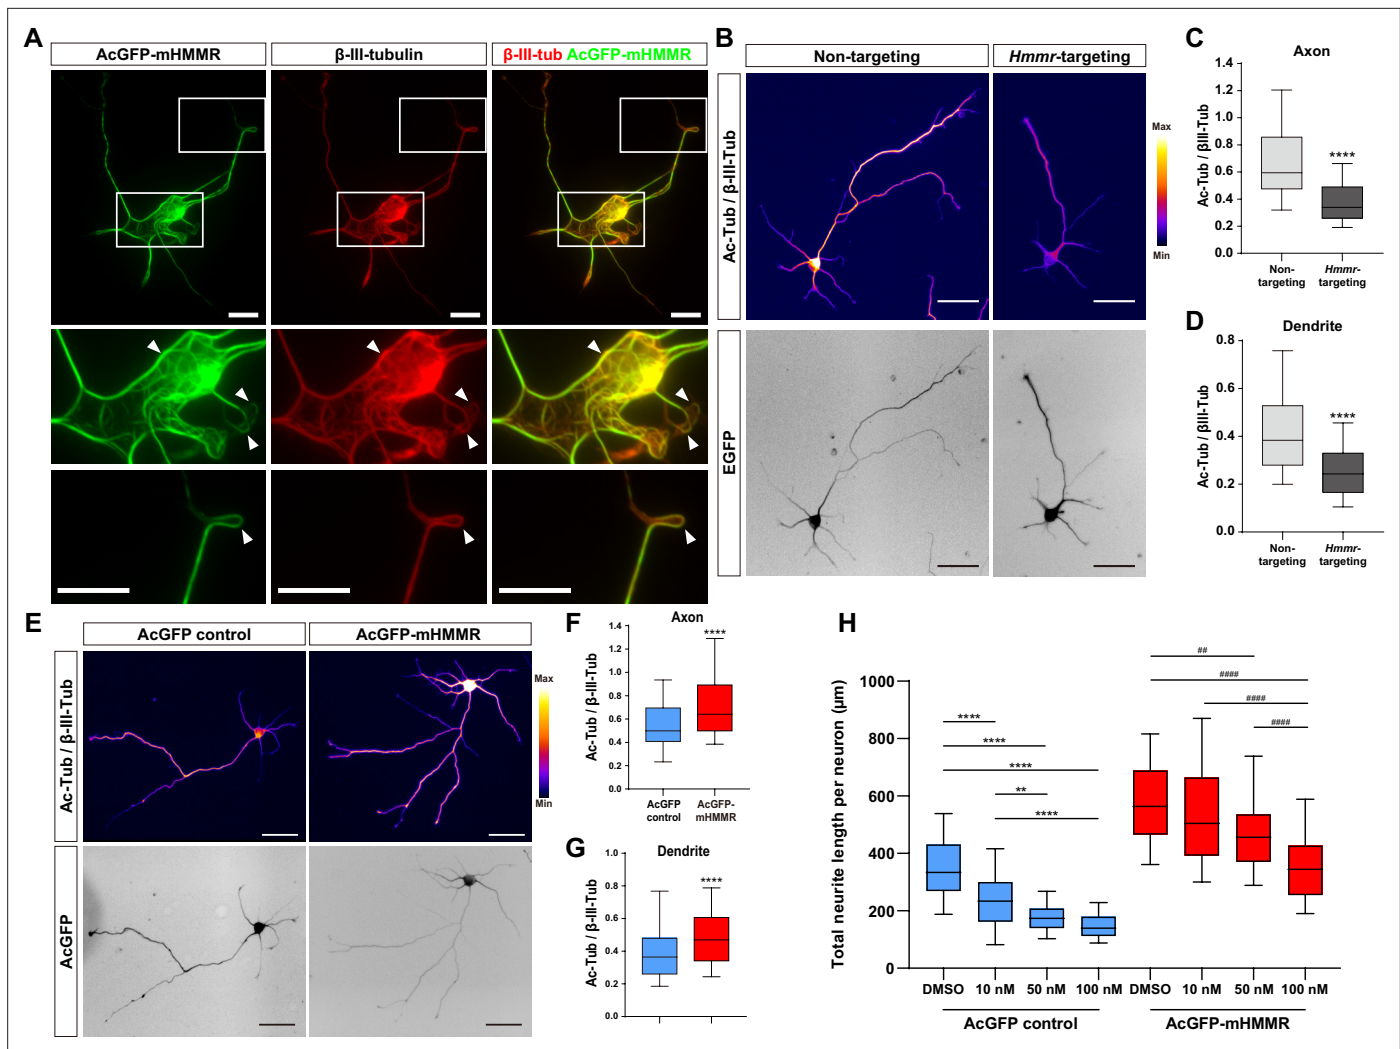 A
AcGFP-mHMMR
β-III-tubulin
β-III-tub AcGFP-mHMMR
B
Non-targeting
Hmmr-targeting
Ac-Tub / β-III-Tub
EGFP
Max
Min
C
Axon
Ac-Tub / βIII-Tub
1.4
1.2
1.0
0.8
0.6
0.4
0.2
0.0
****
Non-
targeting
Hmmr-
targeting
D
Dendrite
Ac-Tub / βIII-Tub
0.8
0.6
0.4
0.2
0.0
****
Non-
targeting
Hmmr-
targeting
E
AcGFP control
AcGFP-mHMMR
Ac-Tub / β-III-Tub
AcGFP
Max
Min
F
Axon
Ac-Tub / β-III-Tub
1.4
1.2
1.0
0.8
0.6
0.4
0.2
0.0
****
AcGFP
control
AcGFP-
mHMMR
G
Dendrite
Ac-Tub / β-III-Tub
1.0
0.8
0.6
0.4
0.2
0.0
****
H
Total neurite length per neuron (µm)
1000
800
600
400
200
0
****
****
****
**
****
##
####
####
####
DMSO 10 nM 50 nM 100 nM DMSO 10 nM 50 nM 100 nM
AcGFP control
AcGFP-mHMMR